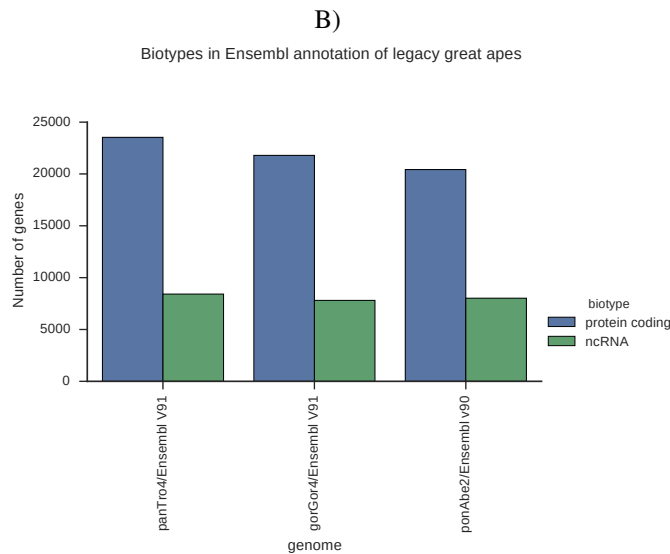 B)
Biotypes in Ensembl annotation of legacy great apes
25000
20000
15000
10000
5000
0
Number of genes
biotype
protein coding
ncRNA
panTro4/Ensembl V91
gorGor4/Ensembl V91
ponAbe2/Ensembl v90
genome